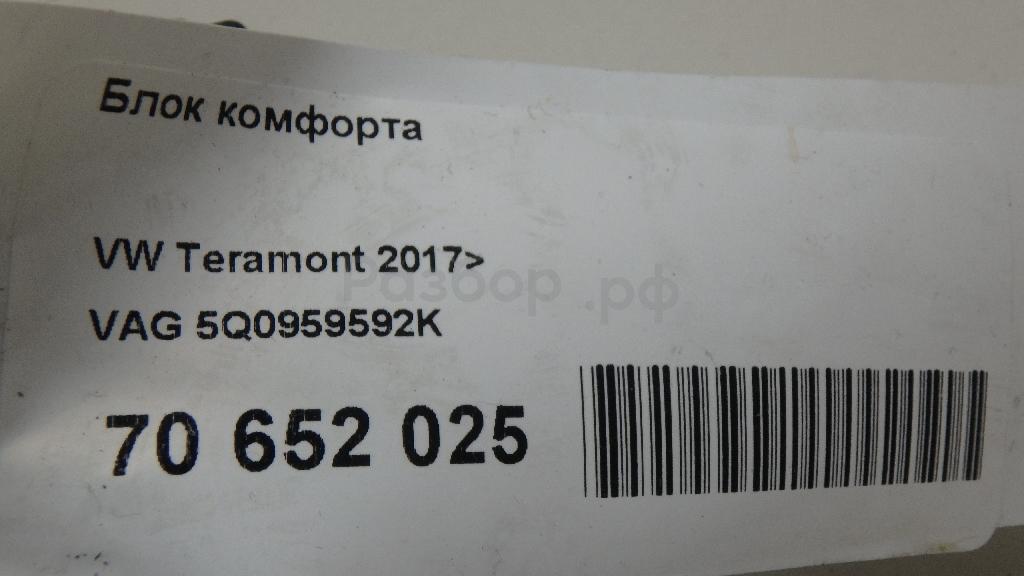 Блок комфорта
VW Teramont 2017>
Разбор.рф
VAG 5Q0959592K
70 652 025